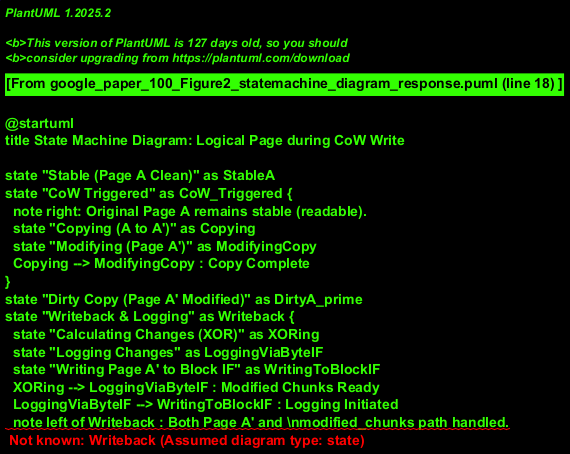 PlantUML 1.2025.2
<b>This version of PlantUML is 127 days old, so you should
<b>consider upgrading from https://plantuml.com/download
[From google_paper_100_Figure2_statemachine_diagram_response.puml (line 18) ]
@startuml
title State Machine Diagram: Logical Page during CoW Write
state "Stable (Page A Clean)" as StableA
state "CoW Triggered" as CoW_Triggered {
note right: Original Page A remains stable (readable).
state "Copying (A to A')" as Copying
state "Modifying (Page A')" as ModifyingCopy
Copying --> ModifyingCopy : Copy Complete
}
state "Dirty Copy (Page A' Modified)" as DirtyA_prime
state "Writeback & Logging" as Writeback {
state "Calculating Changes (XOR)" as XORing
state "Logging Changes" as LoggingViaByteIF
state "Writing Page A' to Block IF" as WritingToBlockIF
XORing --> LoggingViaByteIF : Modified Chunks Ready
LoggingViaByteIF --> WritingToBlockIF : Logging Initiated
note left of Writeback : Both Page A' and \nmodified_chunks path handled.
Not known: Writeback (Assumed diagram type: state)